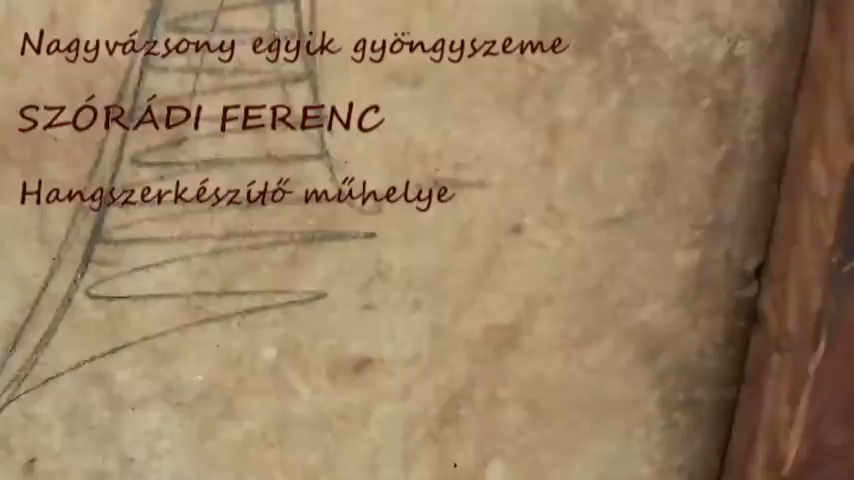 Nagyvázsony egyik gyöngyszeme
SZÓRÁDI FERENC
Hangszerkészítő műhelye